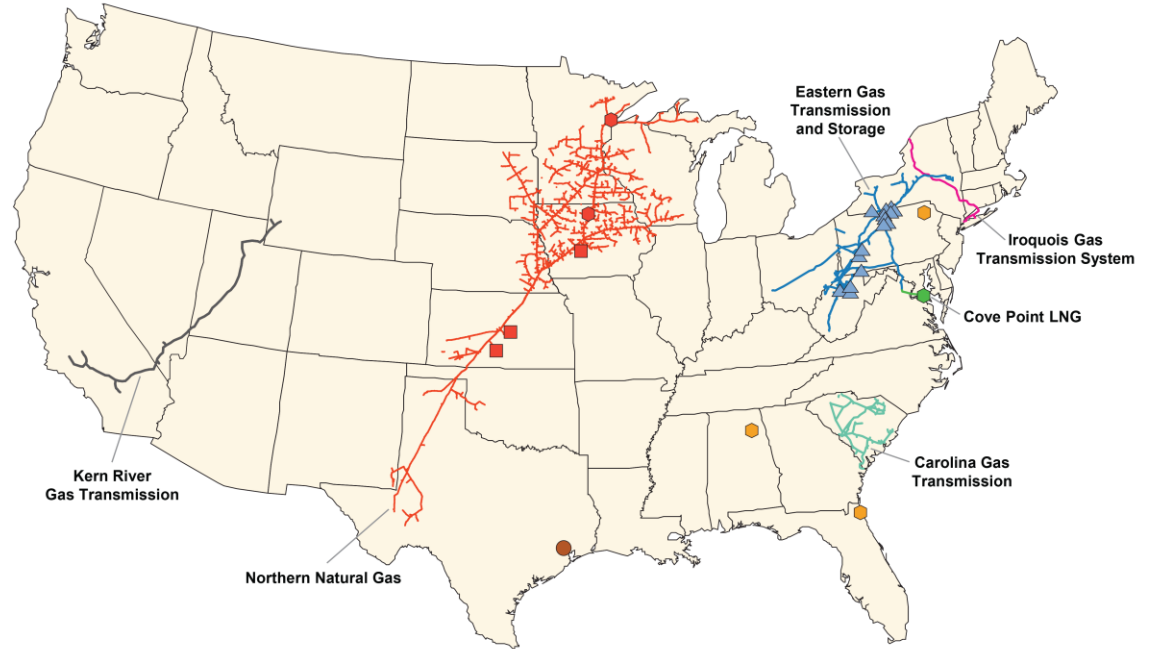 Eastern Gas
Transmission
and Storage
Iroquois Gas
Transmission System
Cove Point LNG
Carolina Gas
Transmission
Kern River
Gas Transmission
Northern Natural Gas